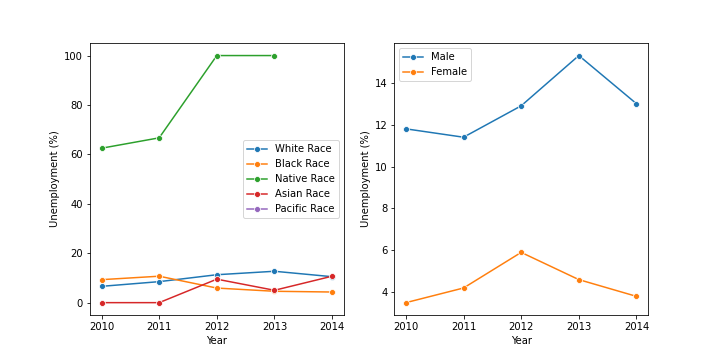 100
80
60
40
20
0
Unemployment (%)
2010 2011 2012 2013 2014
Year
White Race
Black Race
Native Race
Asian Race
Pacific Race
14
12
10
8
6
4
Unemployment (%)
2010 2011 2012 2013 2014
Year
Male
Female